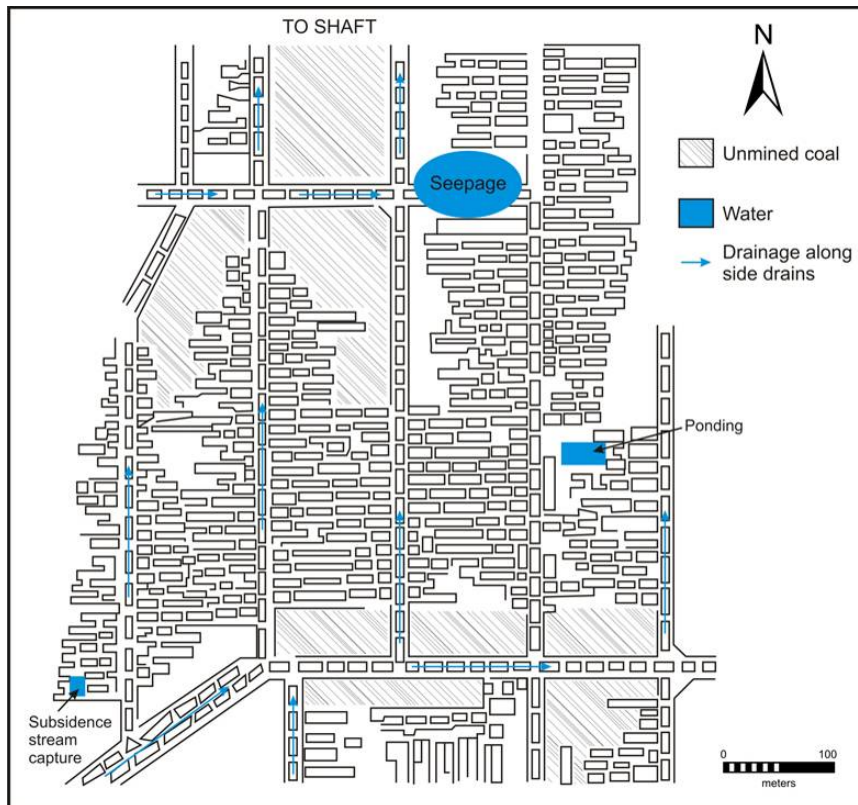 TO SHAFT
N
Seepage
Unmined coal
Water
Drainage along
side drains
Ponding
Subsidence
stream
capture
0 100
meters